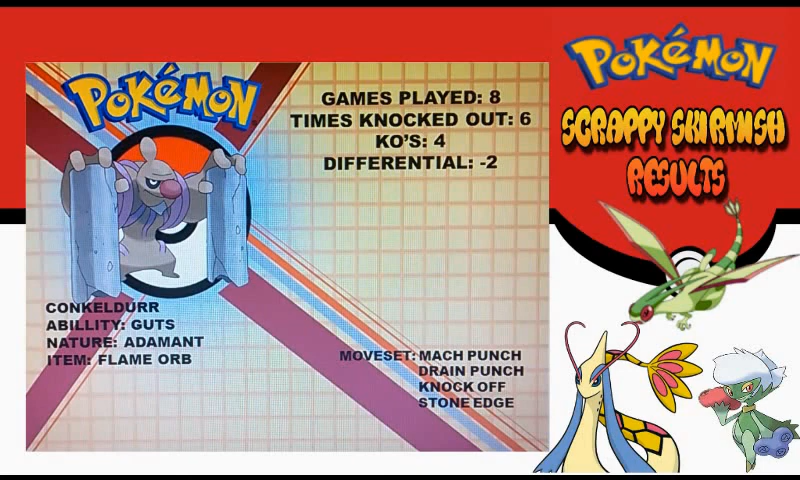 POKÉMON
GAMES PLAYED: 8
TIMES KNOCKED OUT: 6
KO'S: 4
DIFFERENTIAL: -2
CONKELDURR
ABILLITY: GUTS
NATURE: ADAMANT
ITEM: FLAME ORB
MOVESET: MACH PUNCH
DRAIN PUNCH
KNOCK OFF
STONE EDGE
POKÉMON
SCRAPPY SKIRMISH
RESULTS